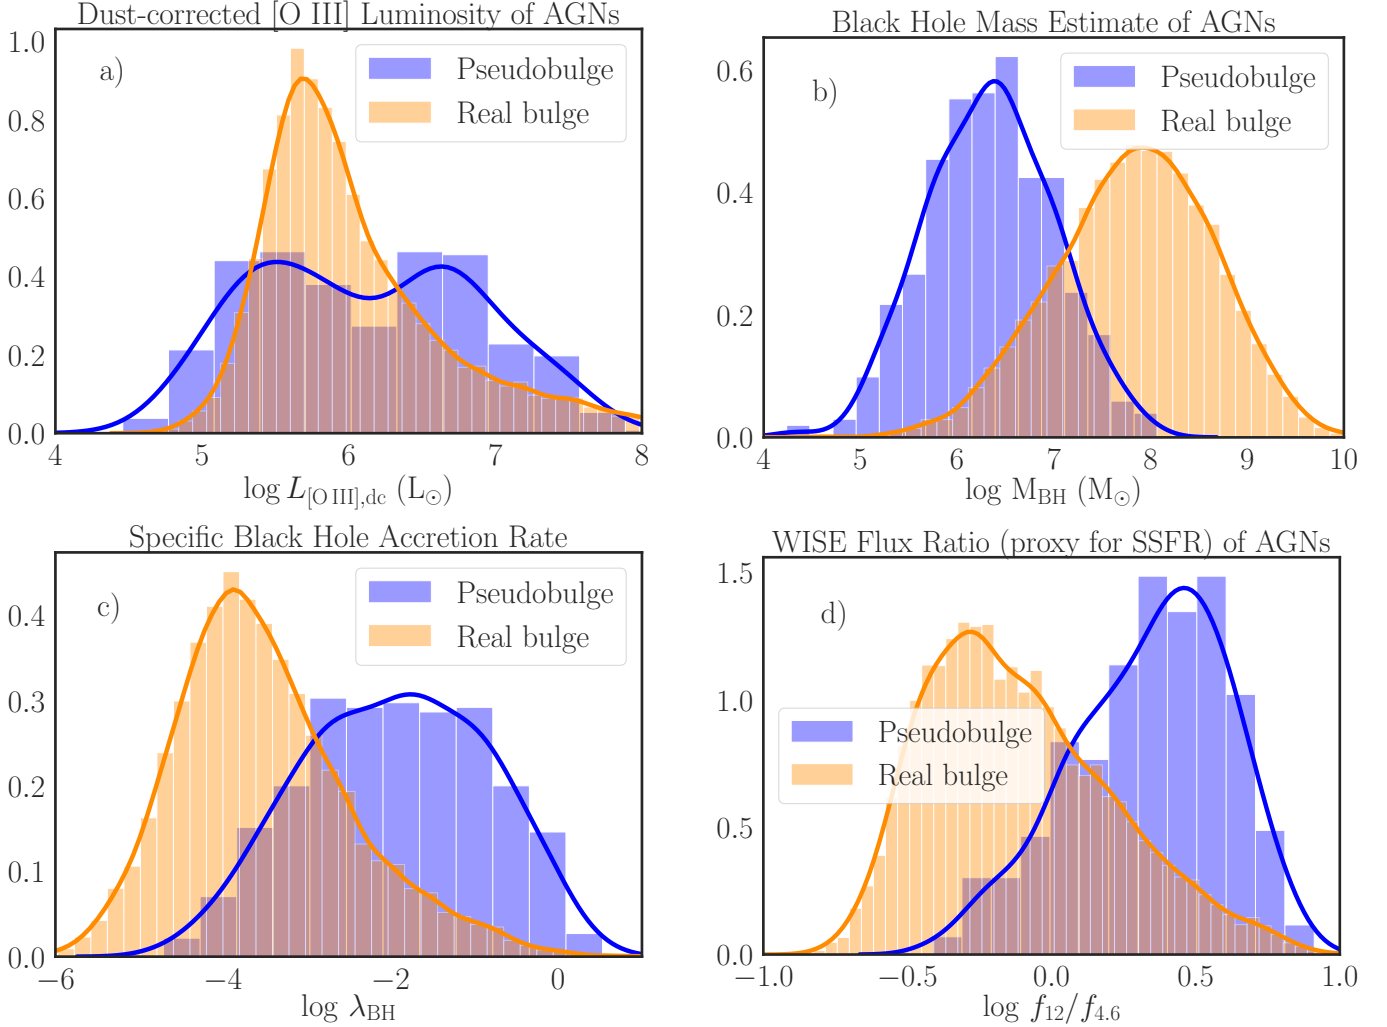 Dust-corrected [O III] Luminosity of AGNs
a)
Pseudobulge
Real bulge
1.0
0.8
0.6
0.4
0.2
0.0
4 5 6 7 8
log L[O III],dc (L⊙)
Black Hole Mass Estimate of AGNs
b)
Pseudobulge
Real bulge
0.6
0.4
0.2
0.0
4 5 6 7 8 9 10
log MBH (M⊙)
Specific Black Hole Accretion Rate
c)
Pseudobulge
Real bulge
0.4
0.3
0.2
0.1
0.0
−6 −4 −2 0
log λBH
WISE Flux Ratio (proxy for SSFR) of AGNs
d)
Pseudobulge
Real bulge
1.5
1.0
0.5
0.0
−1.0 −0.5 0.0 0.5 1.0
log f12/f4.6